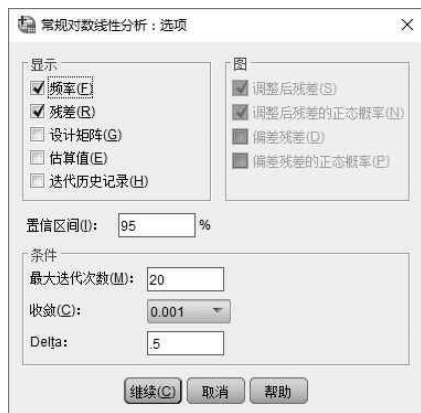 常规对数线性分析：选项
显示
频率(F)
残差(R)
设计矩阵(G)
估算值(E)
迭代历史记录(H)
图
调整后残差(S)
调整后残差的正态概率(N)
偏差残差(D)
偏差残差的正态概率(P)
置信区间(I)： 95 %
条件
最大迭代次数(M)： 20
收敛(C)： 0.001
Delta： .5
继续(C) 取消 帮助